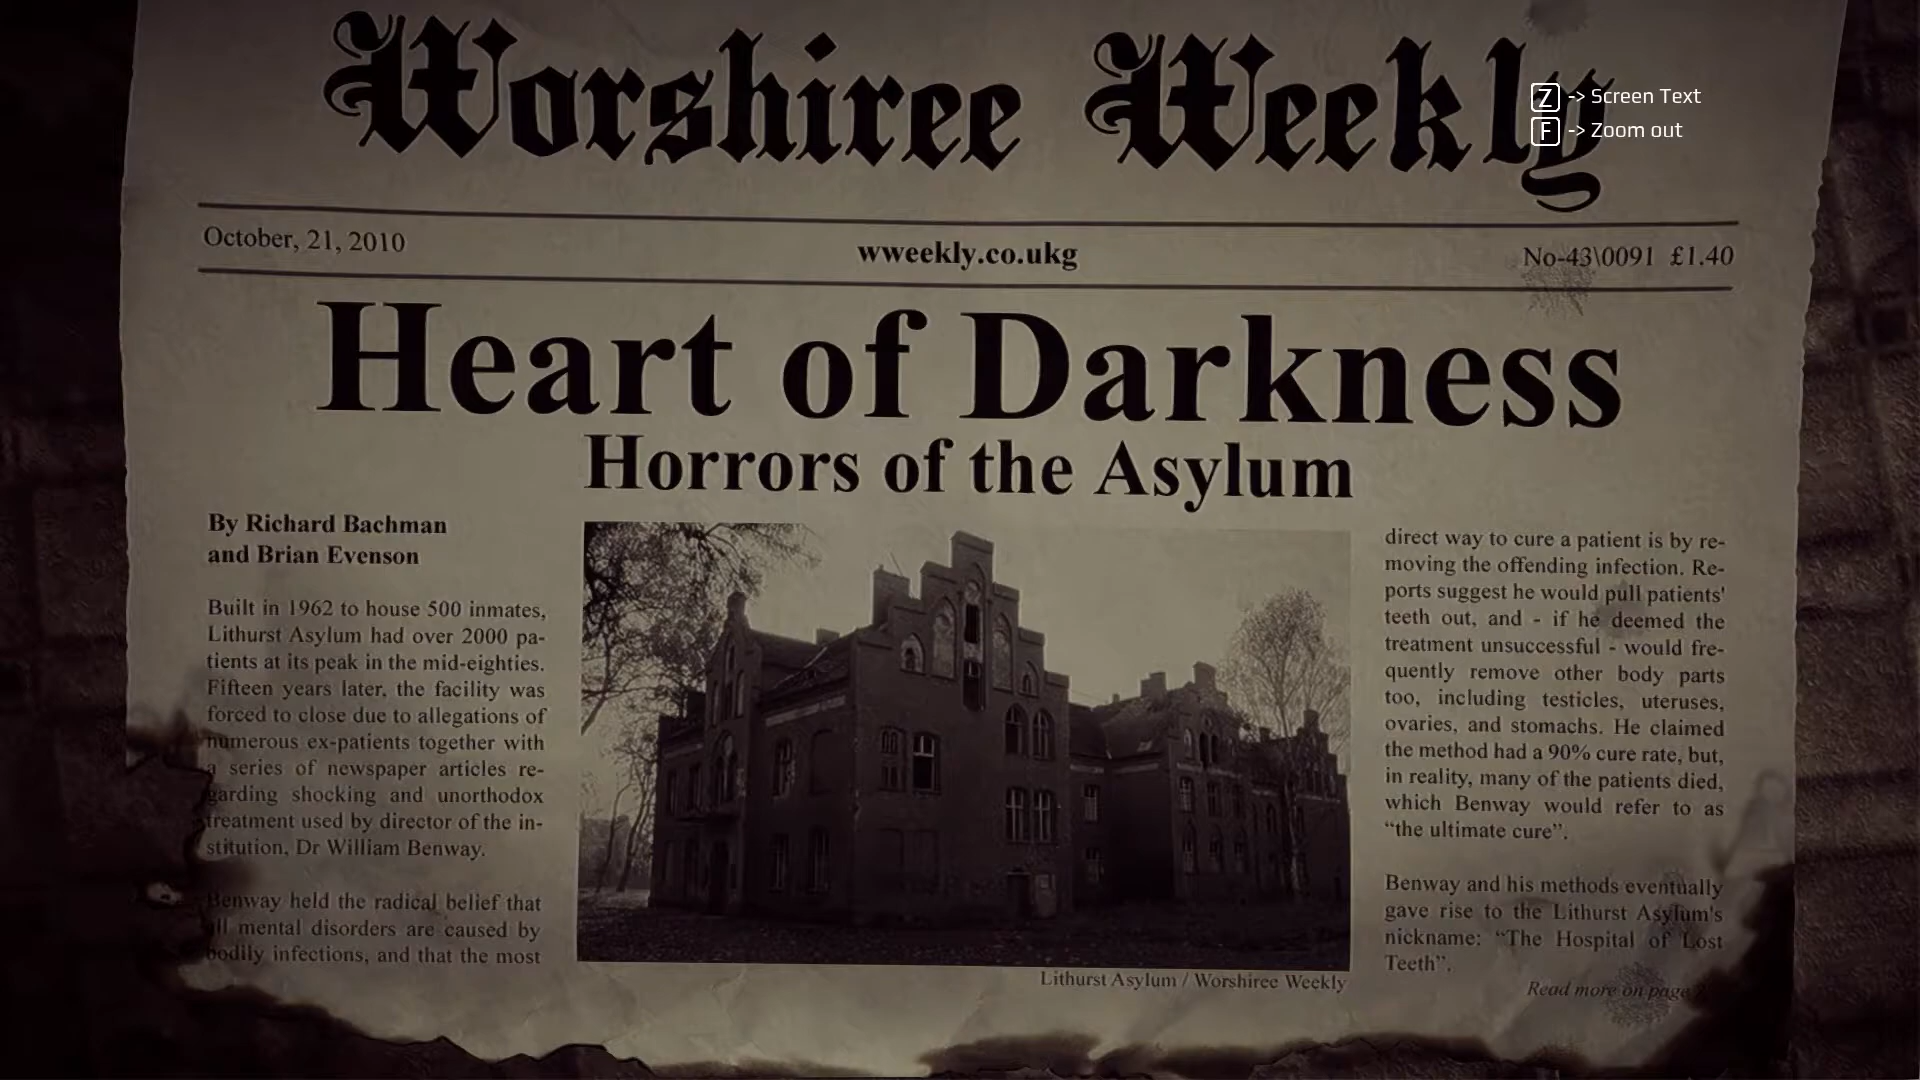 Worshiree Weekly
Z -> Screen Text
F -> Zoom out
October, 21, 2010
wweekly.co.ukg
No-43\0091 £1.40
Heart of Darkness
Horrors of the Asylum
By Richard Bachman
and Brian Evenson
Built in 1962 to house 500 inmates,
Lithurst Asylum had over 2000 pa-
tients at its peak in the mid-eighties.
Fifteen years later, the facility was
forced to close due to allegations of
numerous ex-patients together with
a series of newspaper articles re-
garding shocking and unorthodox
treatment used by director of the in-
stitution, Dr William Benway.
Benway held the radical belief that
all mental disorders are caused by
bodily infections, and that the most
Lithurst Asylum / Worshiree Weekly
direct way to cure a patient is by re-
moving the offending infection. Re-
ports suggest he would pull patients'
teeth out, and - if he deemed the
treatment unsuccessful - would fre-
quently remove other body parts
too, including testicles, uteruses,
ovaries, and stomachs. He claimed
the method had a 90% cure rate, but,
in reality, many of the patients died,
which Benway would refer to as
“the ultimate cure”.
Benway and his methods eventually
gave rise to the Lithurst Asylum's
nickname: “The Hospital of Lost
Teeth”.
Read more on page